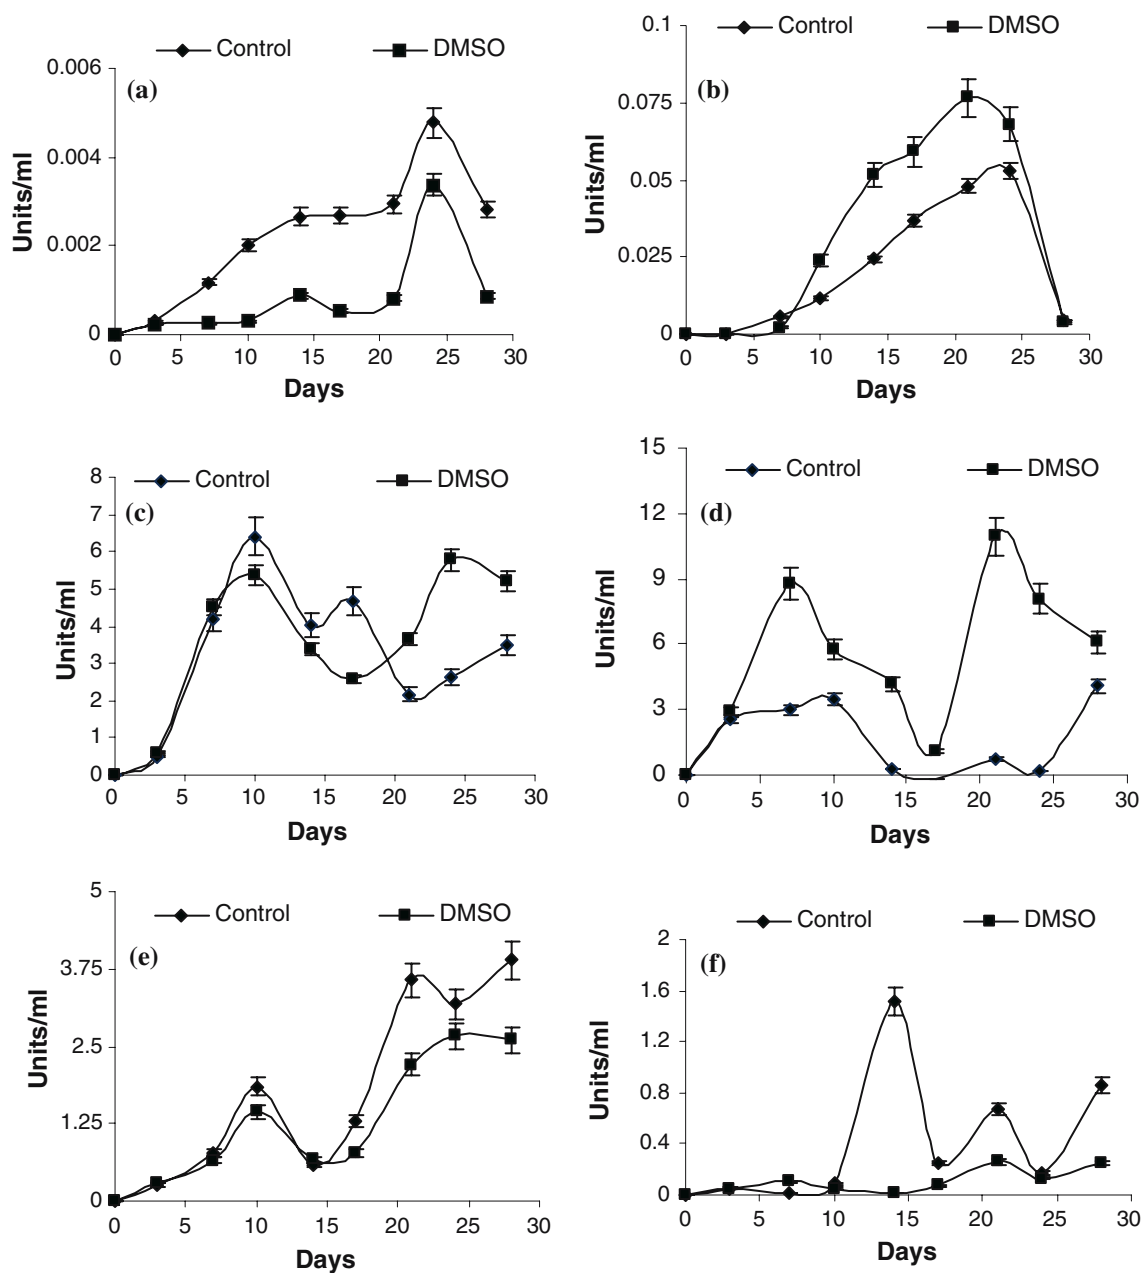 Control DMSO
(a)
0.006
0.004
0.002
0
0 5 10 15 20 25 30
Units/ml
Days
Control DMSO
(b)
0.1
0.075
0.05
0.025
0
0 5 10 15 20 25 30
Units/ml
Days
Control DMSO
(c)
8
7
6
5
4
3
2
1
0
0 5 10 15 20 25 30
Units/ml
Days
Control DMSO
(d)
15
12
9
6
3
0
0 5 10 15 20 25 30
Units/ml
Days
Control DMSO
(e)
5
3.75
2.5
1.25
0
0 5 10 15 20 25 30
Units/ml
Days
Control DMSO
(f)
2
1.6
1.2
0.8
0.4
0
0 5 10 15 20 25 30
Units/ml
Days